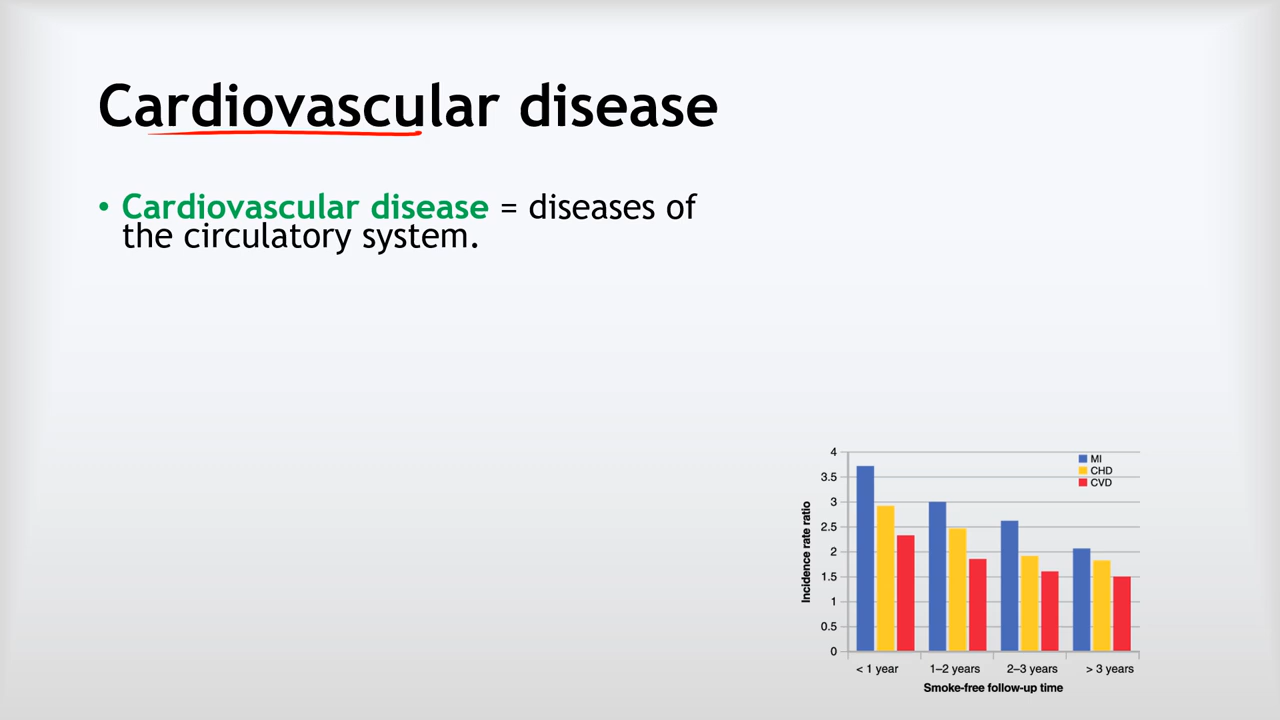 Cardiovascular disease
• Cardiovascular disease = diseases of
the circulatory system.
4
3.5
3
2.5
2
1.5
1
0.5
0
Incidence rate ratio
MI
CHD
CVD
< 1 year
1–2 years
2–3 years
> 3 years
Smoke-free follow-up time